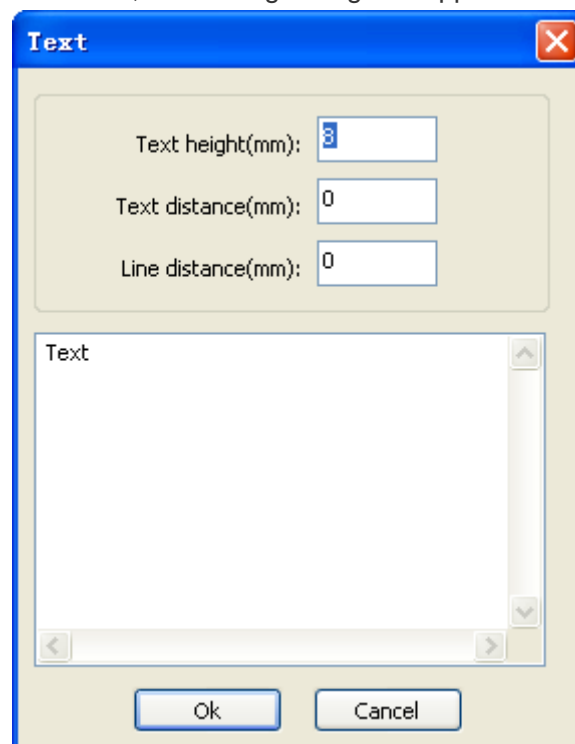 Text
Text height(mm): 8
Text distance(mm): 0
Line distance(mm): 0
Text
Ok Cancel